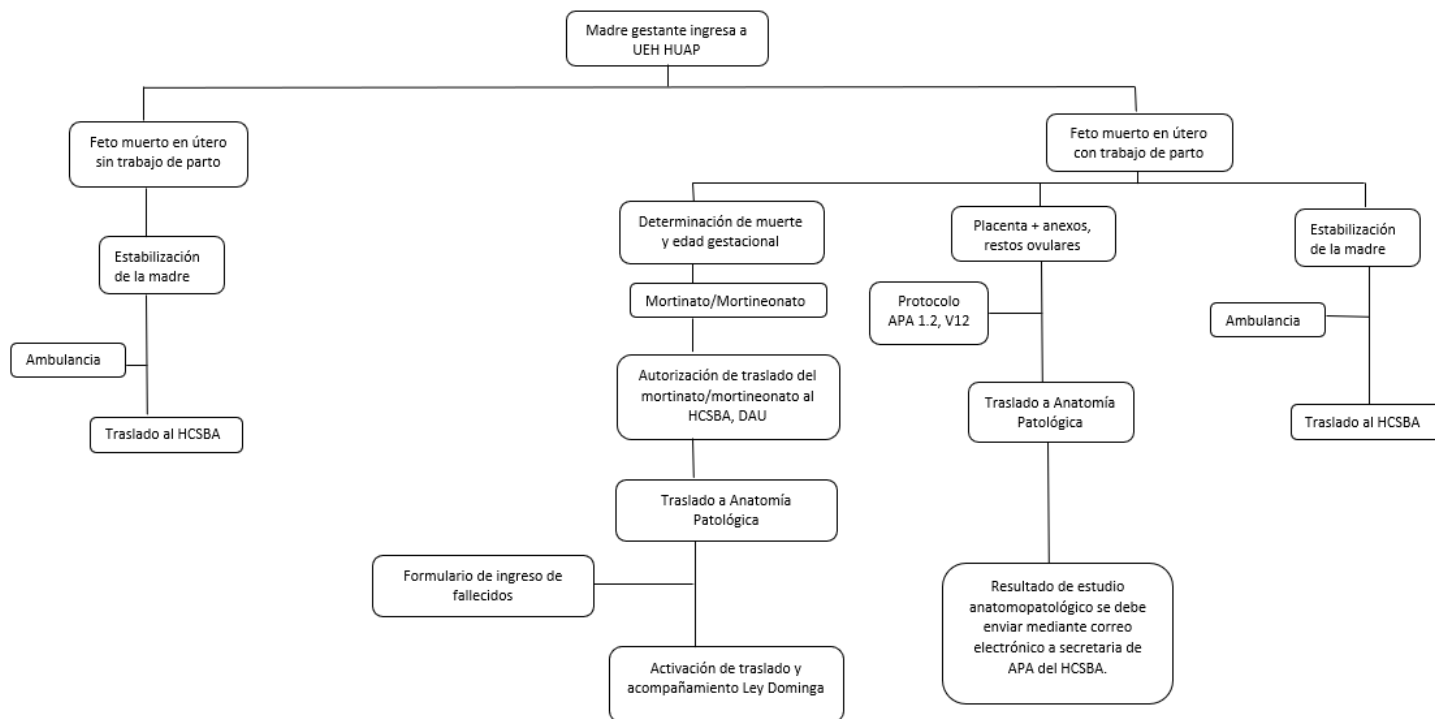 Madre gestante ingresa a
UEH HUAP
Feto muerto en útero
sin trabajo de parto
Feto muerto en útero
con trabajo de parto
Estabilización
de la madre
Ambulancia
Traslado al HCSBA
Determinación de muerte
y edad gestacional
Mortinato/Mortineonato
Autorización de traslado del
mortinato/mortineonato al
HCSBA, DAU
Traslado a Anatomía
Patológica
Formulario de ingreso de
fallecidos
Activación de traslado y
acompañamiento Ley Dominga
Placenta + anexos,
restos ovulares
Protocolo
APA 1.2, V12
Traslado a Anatomía
Patológica
Resultado de estudio
anatomopatológico se debe
enviar mediante correo
electrónico a secretaria de
APA del HCSBA.
Estabilización
de la madre
Ambulancia
Traslado al HCSBA